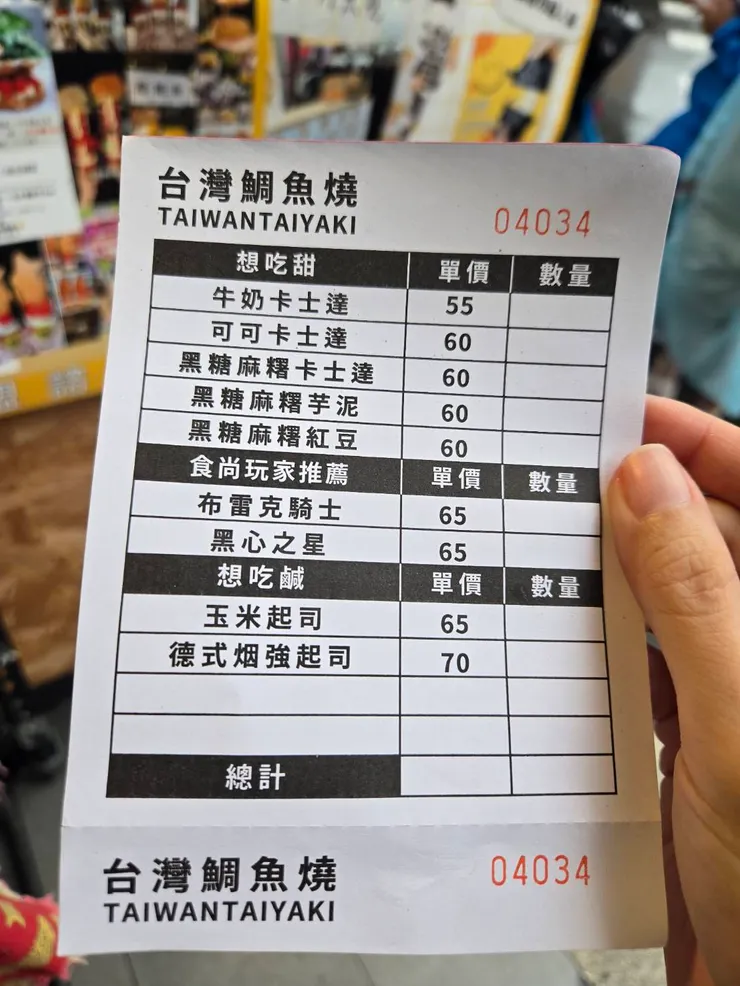 台灣鯛魚燒
TAIWANTAIYAKI
04034
想吃甜 單價 數量
牛奶卡士達 55
可可卡士達 60
黑糖麻糬卡士達 60
黑糖麻糬芋泥 60
黑糖麻糬紅豆 60
食尚玩家推薦 單價 數量
布雷克騎士 65
黑心之星 65
想吃鹹 單價 數量
玉米起司 65
德式烟強起司 70
總計
台灣鯛魚燒
TAIWANTAIYAKI
04034